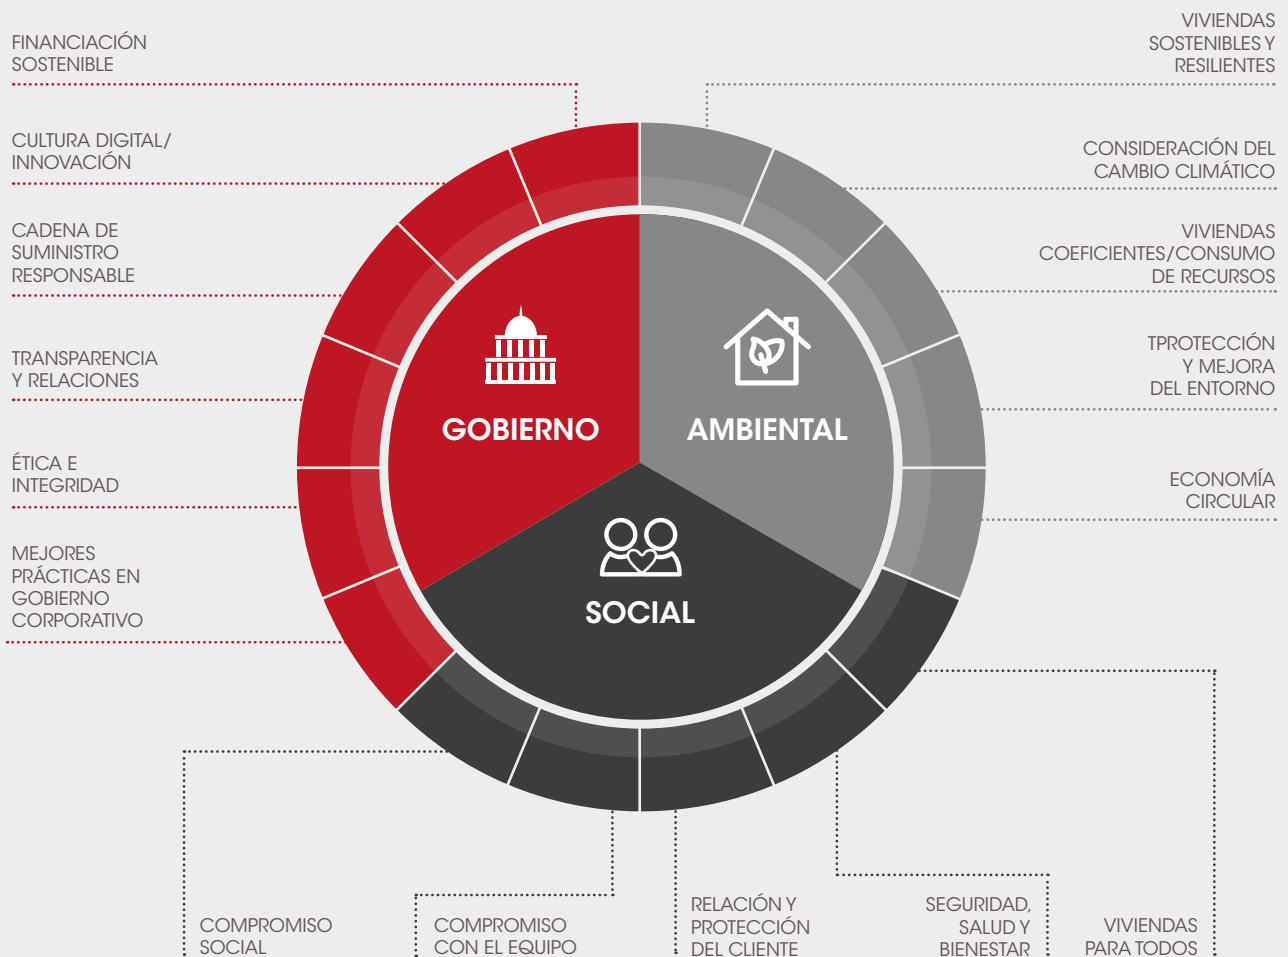 FINANCIACIÓN
SOSTENIBLE
CULTURA DIGITAL/
INNOVACIÓN
CADENA DE
SUMINISTRO
RESPONSABLE
TRANSPARENCIA
Y RELACIONES
ÉTICA E
INTEGRIDAD
MEJORES
PRÁCTICAS EN
GOBIERNO
CORPORATIVO
GOBIERNO
AMBIENTAL
SOCIAL
VIVIENDAS
SOSTENIBLES Y
RESILIENTES
CONSIDERACIÓN DEL
CAMBIO CLIMÁTICO
VIVIENDAS
COEFICIENTES/CONSUMO
DE RECURSOS
TPROTECCIÓN
Y MEJORA
DEL ENTORNO
ECONOMÍA
CIRCULAR
COMPROMISO
SOCIAL
COMPROMISO
CON EL EQUIPO
RELACIÓN Y
PROTECCIÓN
DEL CLIENTE
SEGURIDAD,
SALUD Y
BIENESTAR
VIVIENDAS
PARA TODOS